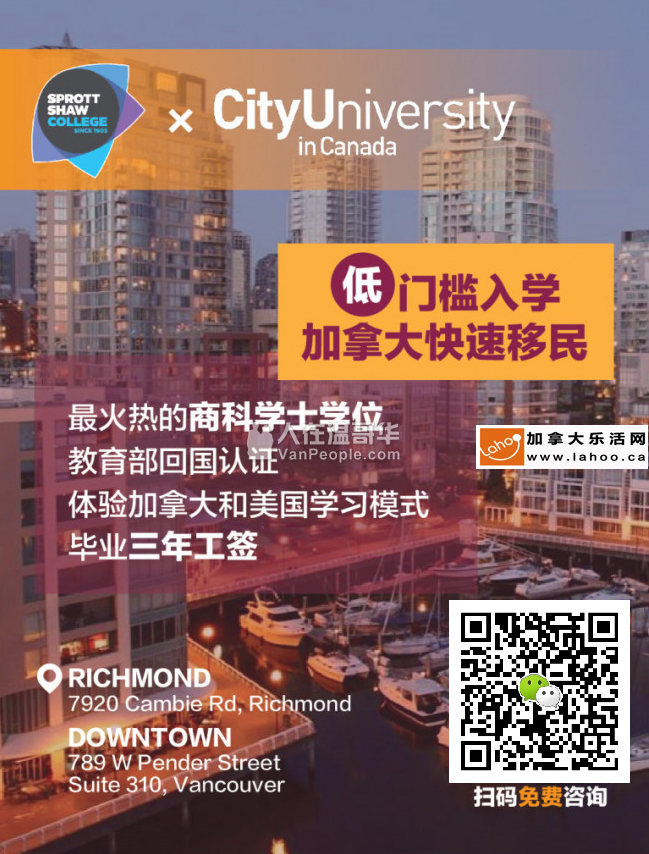 SPROTT
SHAW
COLLEGE
SINCE 1903
×
CityUniversity
in Canada
低门槛入学
加拿大快速移民
最火热的商科学士学位
教育部回国认证
体验加拿大和美国学习模式
毕业三年工签
人在温哥华
VanPeople.com
Lahoo
加拿大乐活网
www.lahoo.ca
RICHMOND
7920 Cambie Rd, Richmond
DOWNTOWN
789 W Pender Street
Suite 310, Vancouver
扫码免费咨询